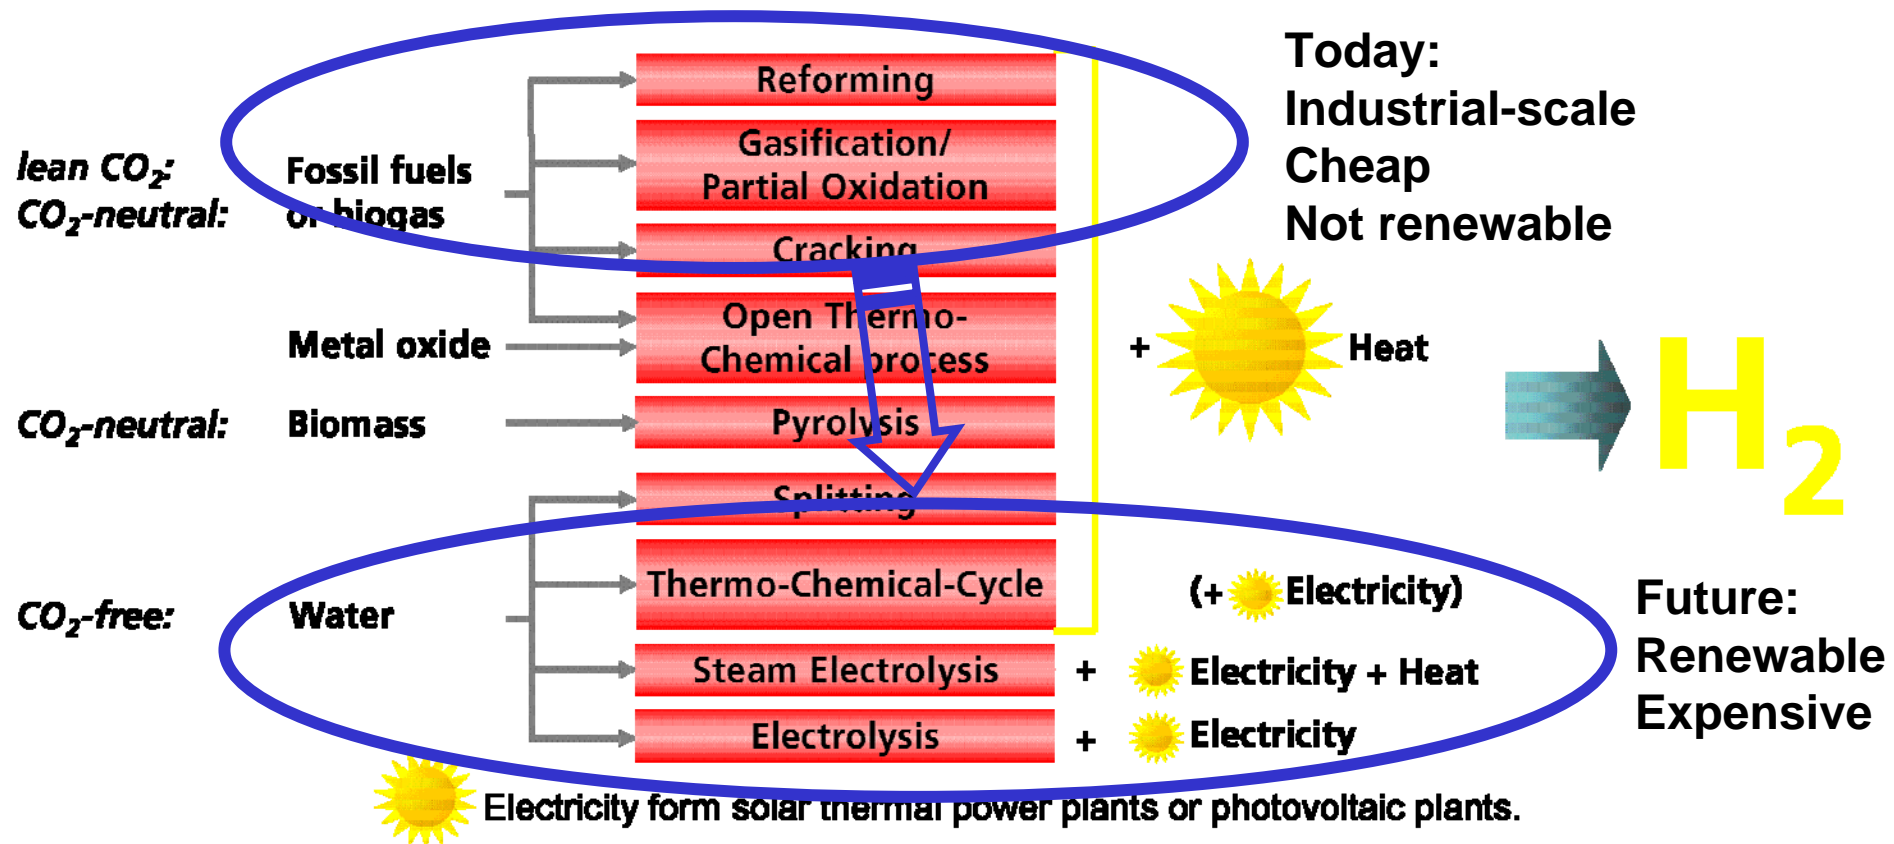 Today:
Industrial-scale
Cheap
Not renewable
Reforming
Gasification/
Partial Oxidation
Cracking
Open Thermo-
Chemical process
Pyrolysis
Splitting
Thermo-Chemical-Cycle
Steam Electrolysis
Electrolysis
lean CO₂:
CO₂-neutral:
Fossil fuels
or biogas
Metal oxide
CO₂-neutral: Biomass
CO₂-free: Water
+ Heat
H₂
(+ Electricity)
+ Electricity + Heat
+ Electricity
Future:
Renewable
Expensive
Electricity form solar thermal power plants or photovoltaic plants.